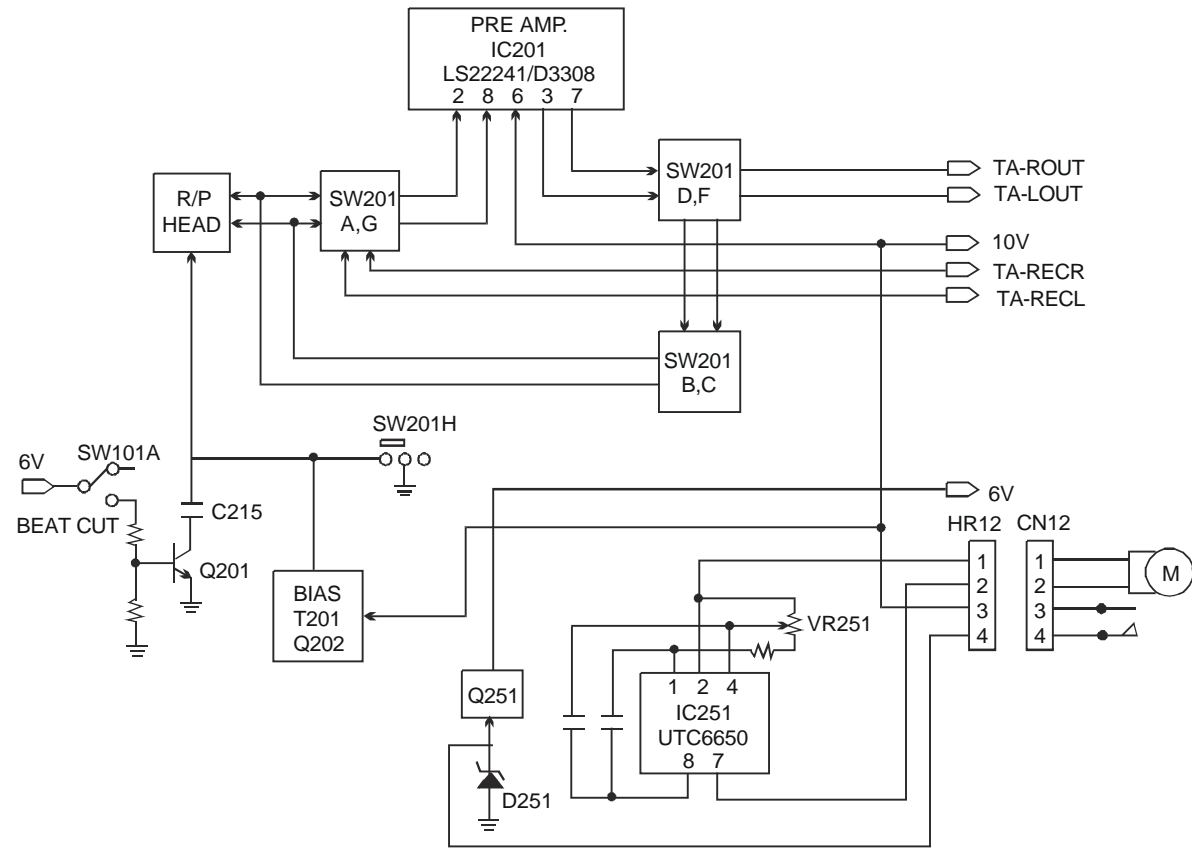 PRE AMP.
IC201
LS22241/D3308
2 8 6 3 7
R/P
HEAD
SW201
A,G
SW201
D,F
TA-ROUT
TA-LOUT
10V
TA-RECR
TA-RECL
SW201
B,C
SW201H
6V
SW101A
BEAT CUT
C215
Q201
BIAS
T201
Q202
6V
HR12
CN12
1
2
3
4
1
2
3
4
M
VR251
Q251
D251
1 2 4
IC251
UTC6650
8 7